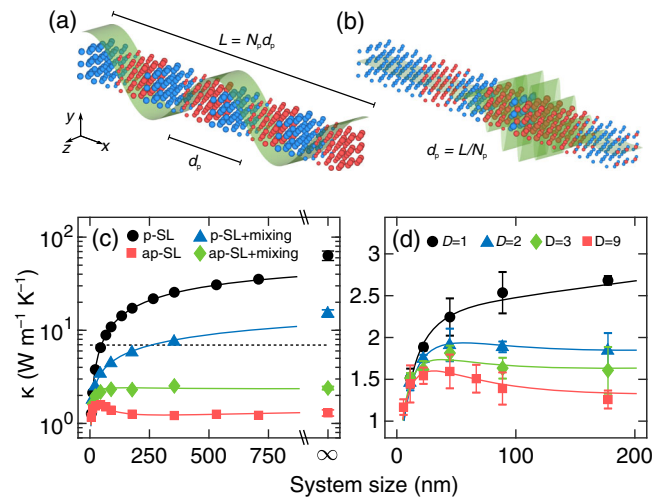 (a)
L = Nₚdₚ
y
z
x
dₚ
(b)
dₚ = L/Nₚ
(c)
p-SL
p-SL+mixing
ap-SL
ap-SL+mixing
κ (W m⁻¹ K⁻¹)
10²
10¹
10⁰
0
250
500
750
∞
(d)
D=1
D=2
D=3
D=9
3
2.5
2
1.5
1
0
100
200
System size (nm)